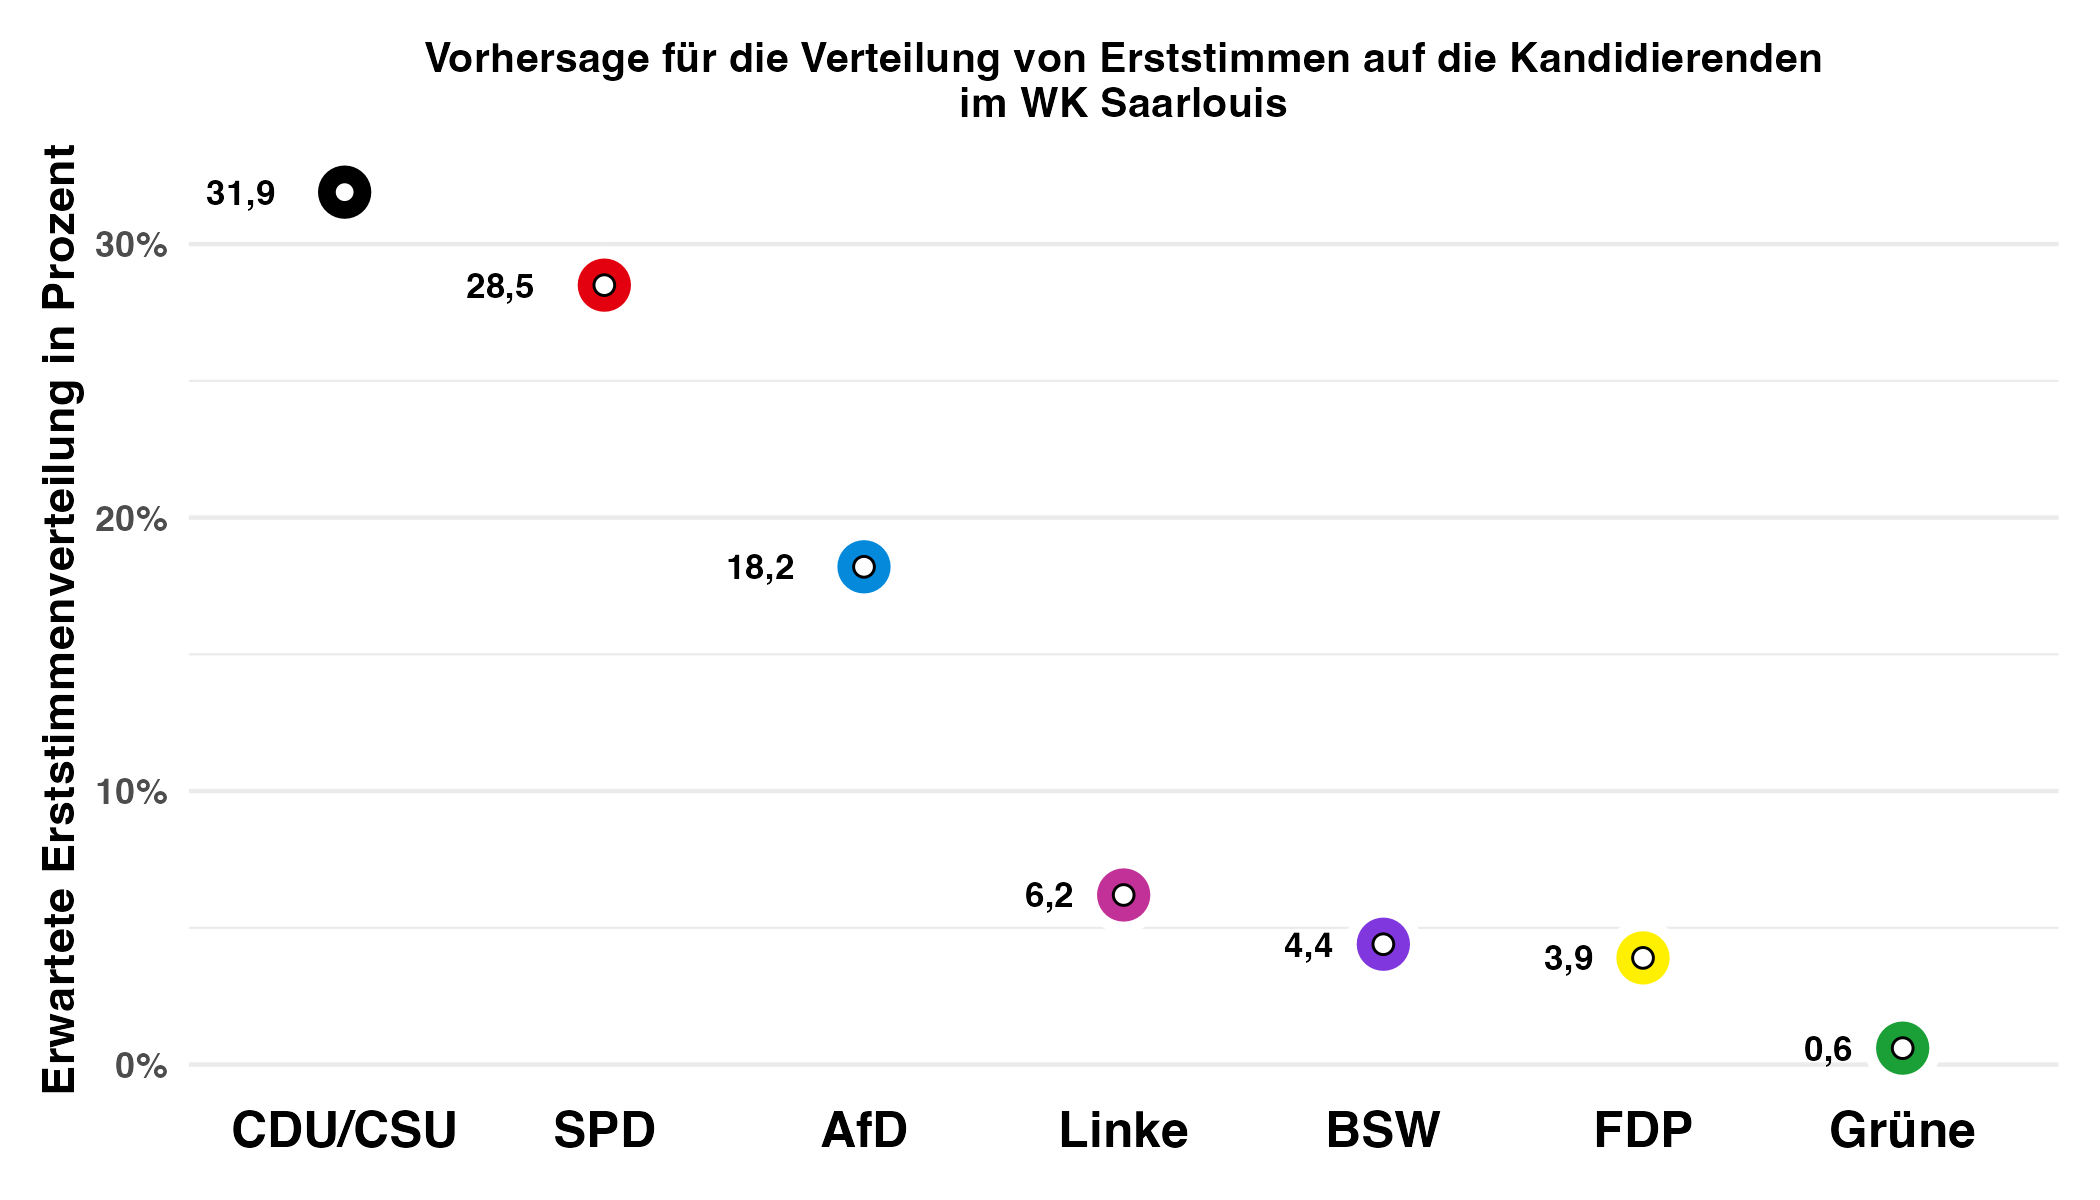 Vorhersage für die Verteilung von Erststimmen auf die Kandidierenden
im WK Saarlouis
Erwartete Erststimmenverteilung in Prozent
30%
20%
10%
0%
31,9
28,5
18,2
6,2
4,4
3,9
0,6
CDU/CSU
SPD
AfD
Linke
BSW
FDP
Grüne